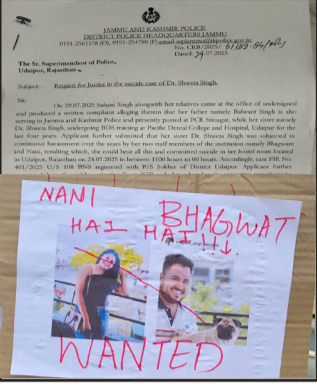 JAMMU AND KASHMIR POLICE
DISTRICT POLICE HEADQUARTERS JAMMU
No. CRB/2025/
Dated: 29.07.2025
The Sr. Superintendent of Police,
Udaipur, Rajasthan.
Subject: - Request for Justice in the suicide case of Dr. Shweta Singh.
Sir,
On 29.07.2025 Suhani Singh alongwith her relatives came at the office of undersigned
and produced a written complaint alleging therein that her father namely Balwant Singh is also
serving in Jammu and Kashmir Police and presently posted at PCR Srinagar, while her sister namely
Dr. Shweta Singh, undergoing BDS training at Pacific Dental College and Hospital, Udaipur for the
last four years. Applicant further submitted that her sister Dr. Shweta Singh was subjected to
continuous harassment over the years by her two staff members of the institution namely Bhagwat
and Nani, resulting which, she could bear all this and committed suicide in her hostel room located
in Udaipur, Rajasthan on 24.07.2025 in between 1100 hours to 00 hours. Accordingly, case FIR No.
401/2025 U/S 108 BNS registered with P/S Sukher of District Udaipur. Applicant further
NANI BHAGWAT
HAI HAI!!
WANTED